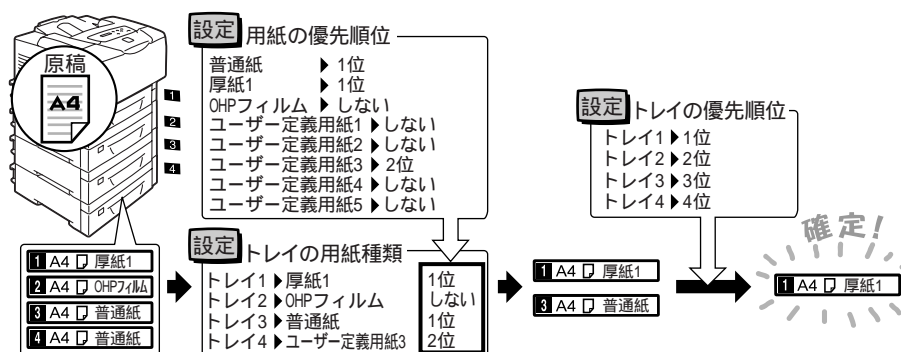 原稿
A4
1
2
3
4
1 A4 厚紙1
2 A4 OHPフィルム
3 A4 普通紙
4 A4 普通紙
設定 用紙の優先順位
普通紙 ▶ 1位
厚紙1 ▶ 1位
OHPフィルム ▶ しない
ユーザー定義用紙1 ▶ しない
ユーザー定義用紙2 ▶ しない
ユーザー定義用紙3 ▶ 2位
ユーザー定義用紙4 ▶ しない
ユーザー定義用紙5 ▶ しない
設定 トレイの用紙種類
トレイ1 ▶ 厚紙1 1位
トレイ2 ▶ OHPフィルム しない
トレイ3 ▶ 普通紙 1位
トレイ4 ▶ ユーザー定義用紙3 2位
1 A4 厚紙1
3 A4 普通紙
設定 トレイの優先順位
トレイ1 ▶ 1位
トレイ2 ▶ 2位
トレイ3 ▶ 3位
トレイ4 ▶ 4位
確定!
1 A4 厚紙1